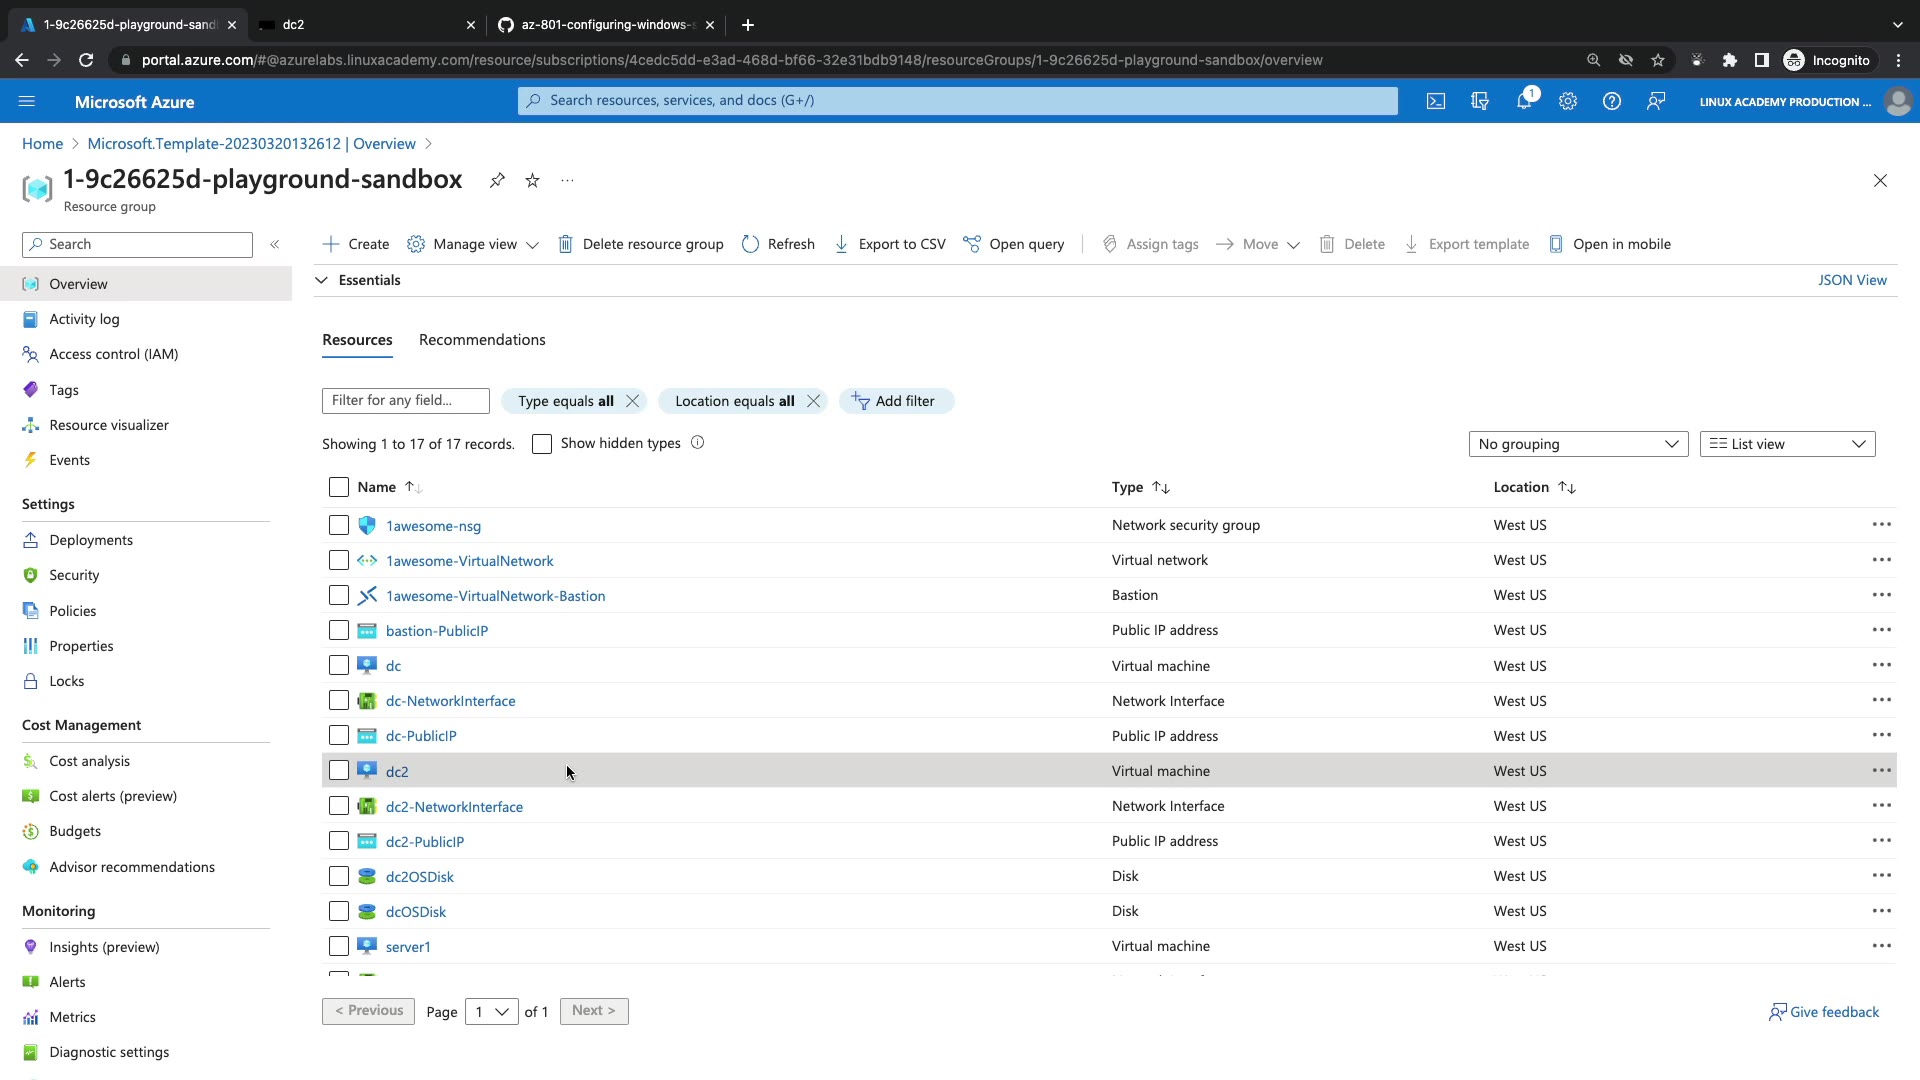 1-9c26625d-playground-sand
dc2
az-801-configuring-windows-s
portal.azure.com/#@azurelabs.linuxacademy.com/resource/subscriptions/4cedc5dd-e3ad-468d-bf66-32e31bdb9148/resourceGroups/1-9c26625d-playground-sandbox/overview
Incognito
Microsoft Azure
Search resources, services, and docs (G+/)
1
LINUX ACADEMY PRODUCTION ...
Home > Microsoft.Template-20230320132612 | Overview >
1-9c26625d-playground-sandbox
Resource group
Search
Create Manage view Delete resource group Refresh Export to CSV Open query Assign tags Move Delete Export template Open in mobile
Overview
Activity log
Access control (IAM)
Tags
Resource visualizer
Events
Settings
Deployments
Security
Policies
Properties
Locks
Cost Management
Cost analysis
Cost alerts (preview)
Budgets
Advisor recommendations
Monitoring
Insights (preview)
Alerts
Metrics
Diagnostic settings
Essentials
JSON View
Resources Recommendations
Filter for any field...
Type equals all
Location equals all
Add filter
Showing 1 to 17 of 17 records.
Show hidden types
No grouping
List view
Name Type Location
1awesome-nsg Network security group West US
1awesome-VirtualNetwork Virtual network West US
1awesome-VirtualNetwork-Bastion Bastion West US
bastion-PublicIP Public IP address West US
dc Virtual machine West US
dc-NetworkInterface Network Interface West US
dc-PublicIP Public IP address West US
dc2 Virtual machine West US
dc2-NetworkInterface Network Interface West US
dc2-PublicIP Public IP address West US
dc2OSDisk Disk West US
dcOSDisk Disk West US
server1 Virtual machine West US
< Previous Page 1 of 1 Next >
Give feedback